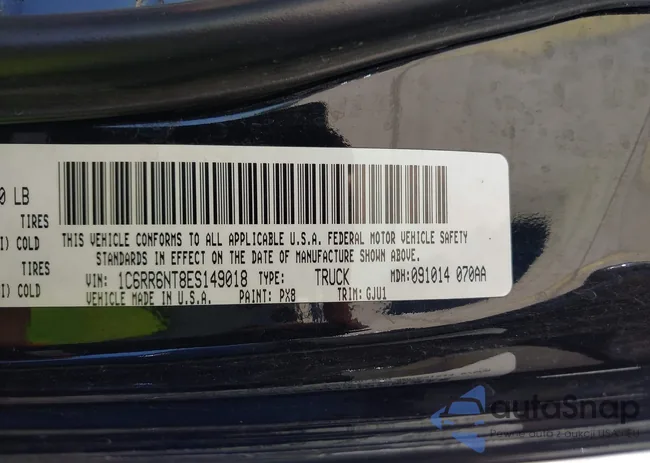 0 LB
TIRES
I) COLD
TIRES
I) COLD
THIS VEHICLE CONFORMS TO ALL APPLICABLE U.S.A. FEDERAL MOTOR VEHICLE SAFETY
STANDARDS IN EFFECT ON THE DATE OF MANUFACTURE SHOWN ABOVE.
VIN: 1C6RR6NT8ES149018 TYPE: TRUCK MDH: 091014 070AA
VEHICLE MADE IN U.S.A. PAINT: PX8 TRIM: GJU1
autoSnap